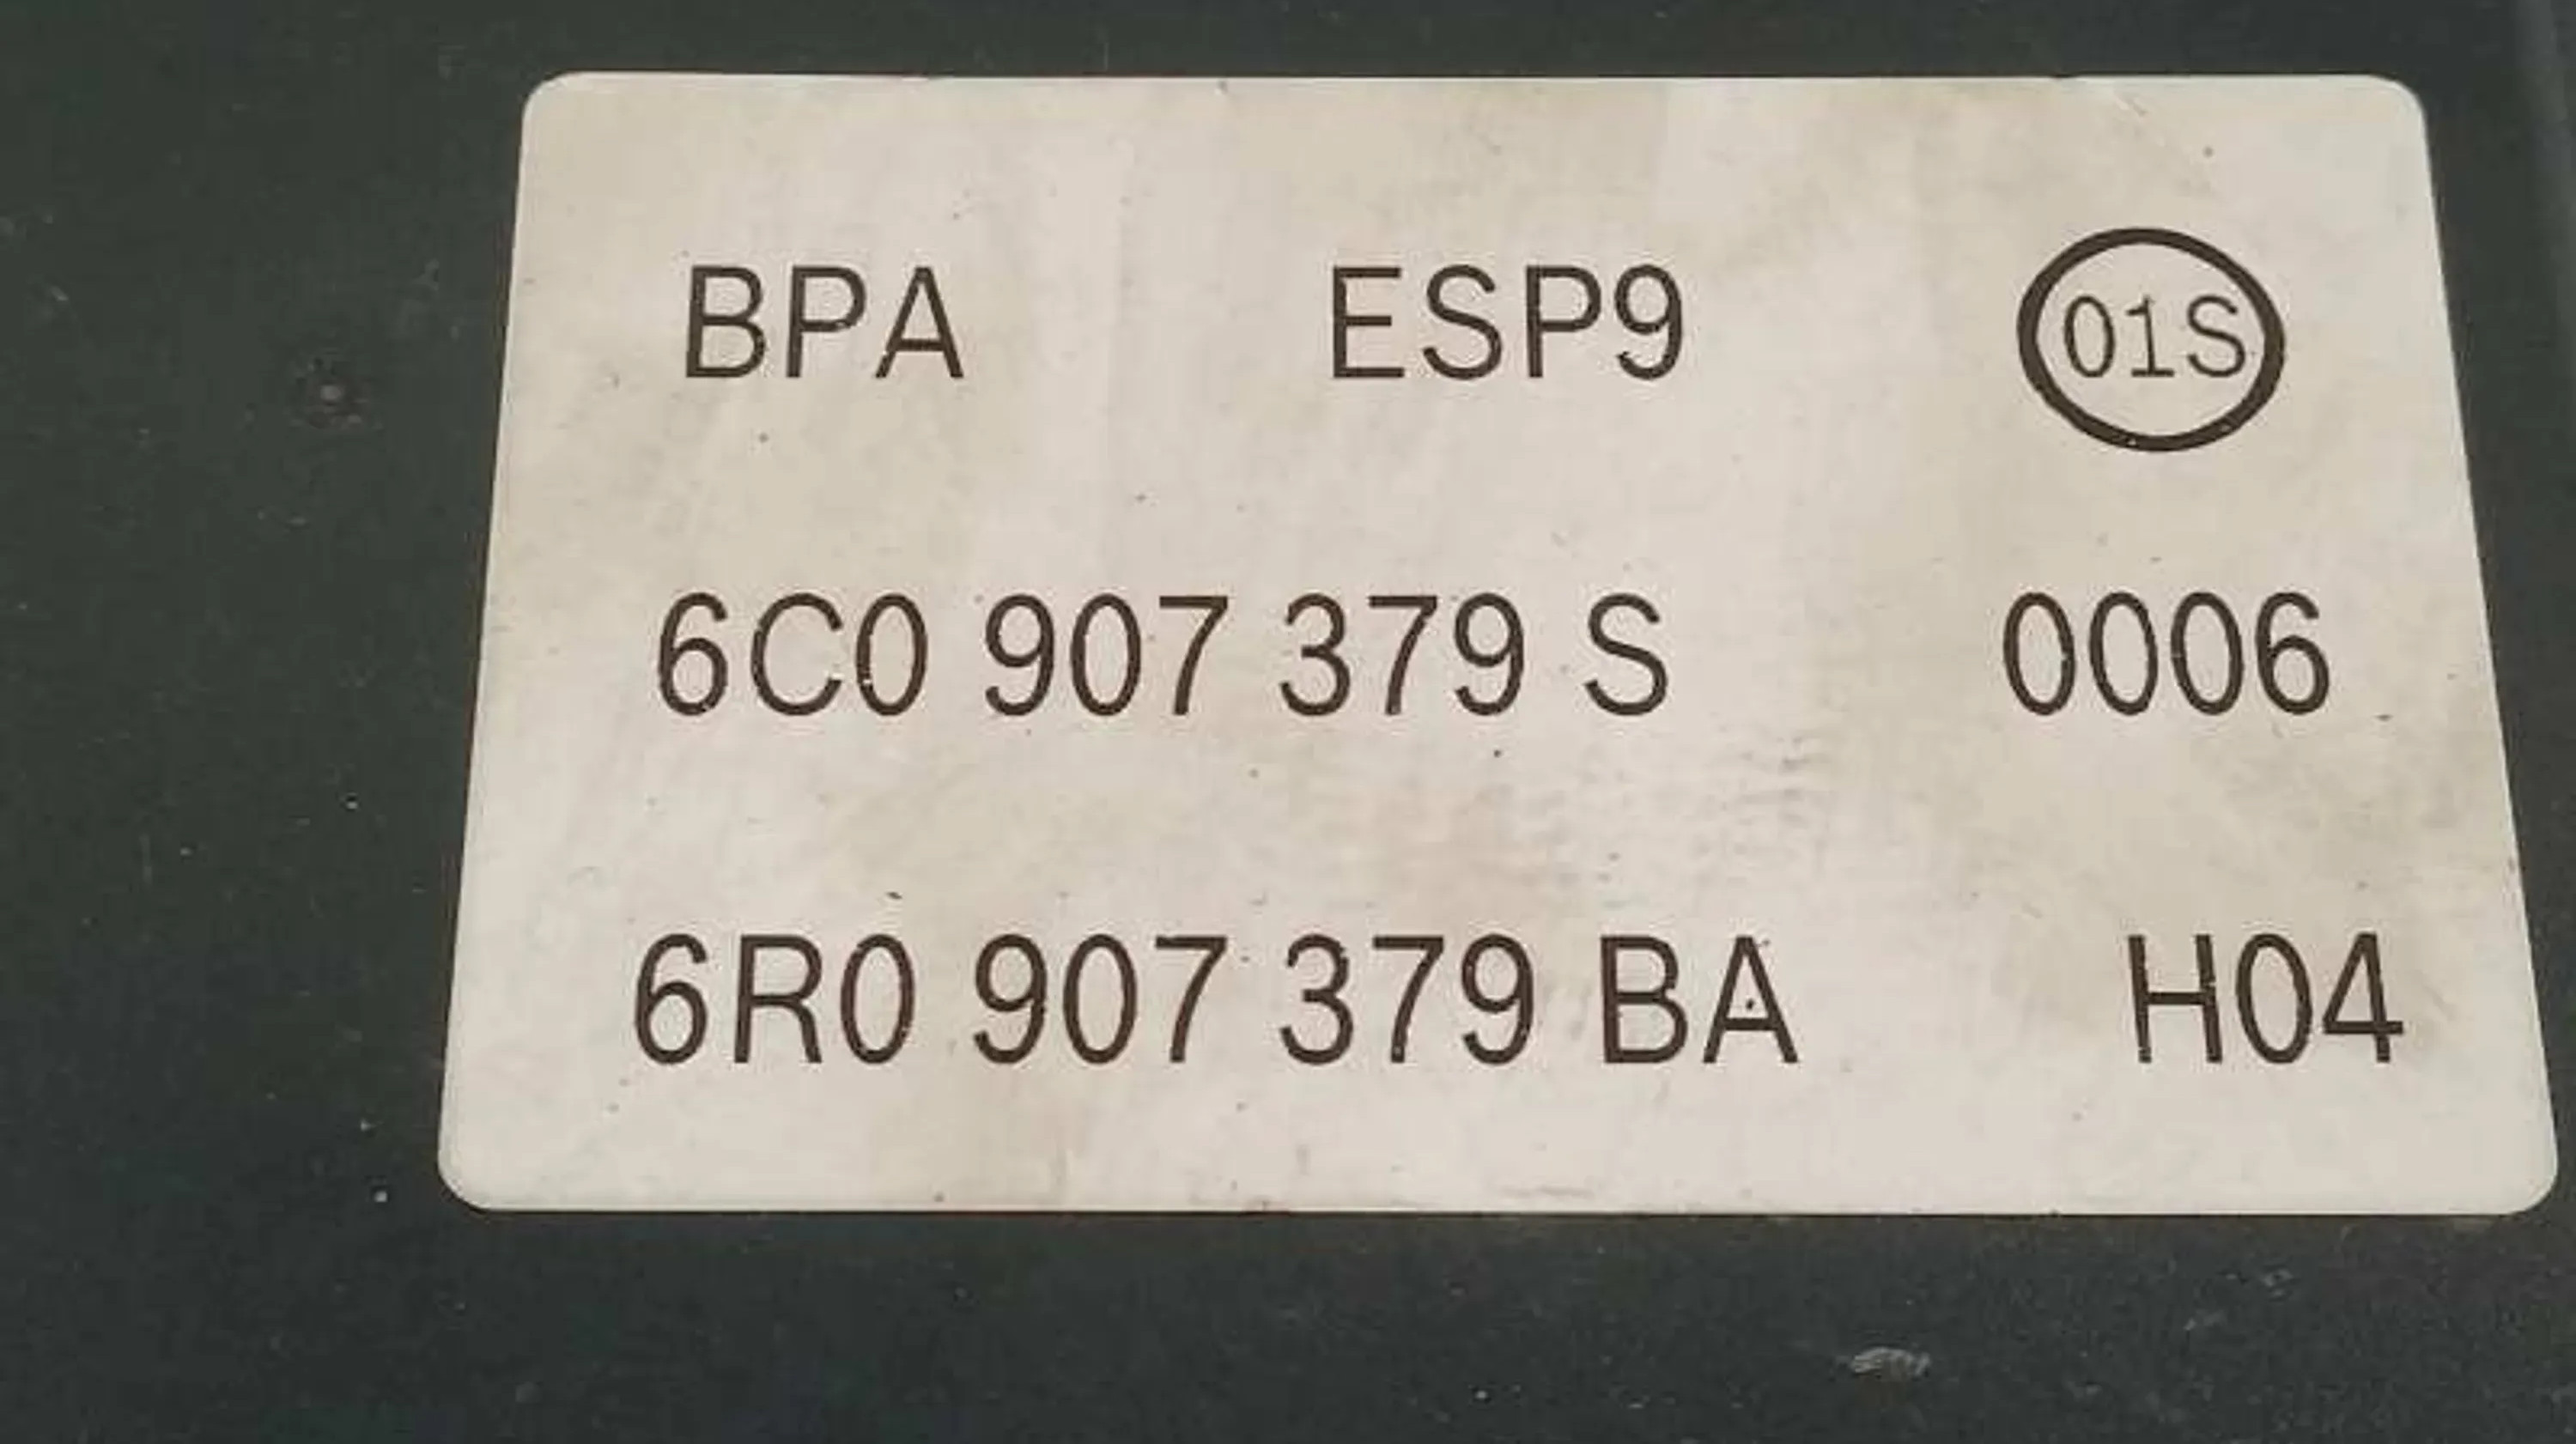 BPA ESP9 01S
6C0 907 379 S 0006
6R0 907 379 BA H04